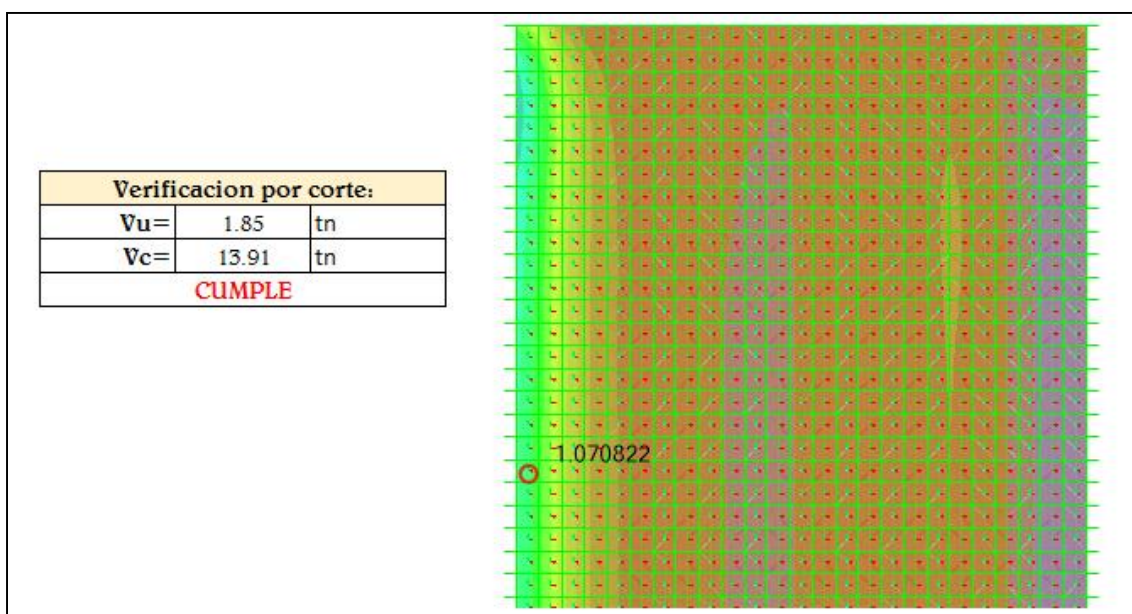 Verificacion por corte:
Vu= 1.85 tn
Vc= 13.91 tn
CUMPLE
1.070822